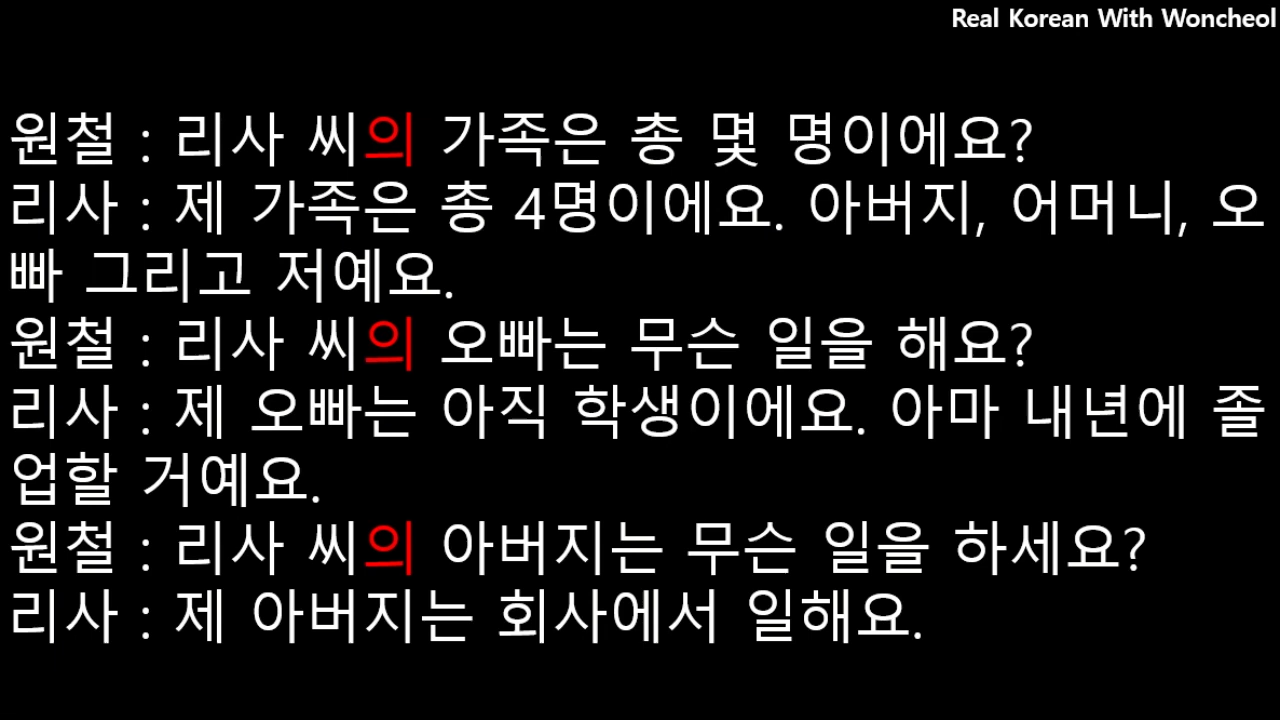 Real Korean With Woncheol
원철 : 리사 씨의 가족은 총 몇 명이에요?
리사 : 제 가족은 총 4명이에요. 아버지, 어머니, 오
빠 그리고 저예요.
원철 : 리사 씨의 오빠는 무슨 일을 해요?
리사 : 제 오빠는 아직 학생이에요. 아마 내년에 졸
업할 거예요.
원철 : 리사 씨의 아버지는 무슨 일을 하세요?
리사 : 제 아버지는 회사에서 일해요.